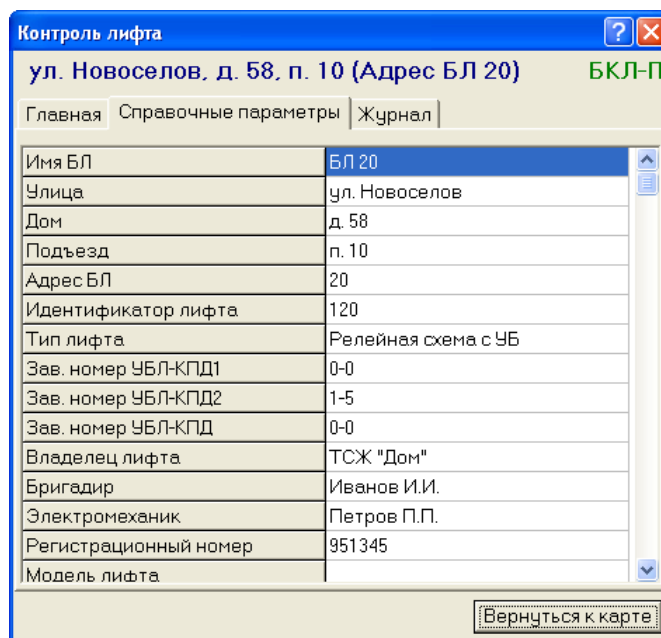 Контроль лифта
ул. Новоселов, д. 58, п. 10 (Адрес БЛ 20) БКЛ-П
Главная Справочные параметры Журнал
Имя БЛ БЛ 20
Улица ул. Новоселов
Дом д. 58
Подъезд п. 10
Адрес БЛ 20
Идентификатор лифта 120
Тип лифта Релейная схема с УБ
Зав. номер УБЛ-КПД1 0-0
Зав. номер УБЛ-КПД2 1-5
Зав. номер УБЛ-КПД 0-0
Владелец лифта ТСЖ "Дом"
Бригадир Иванов И.И.
Электромеханик Петров П.П.
Регистрационный номер 951345
Модель лифта
Вернуться к карте